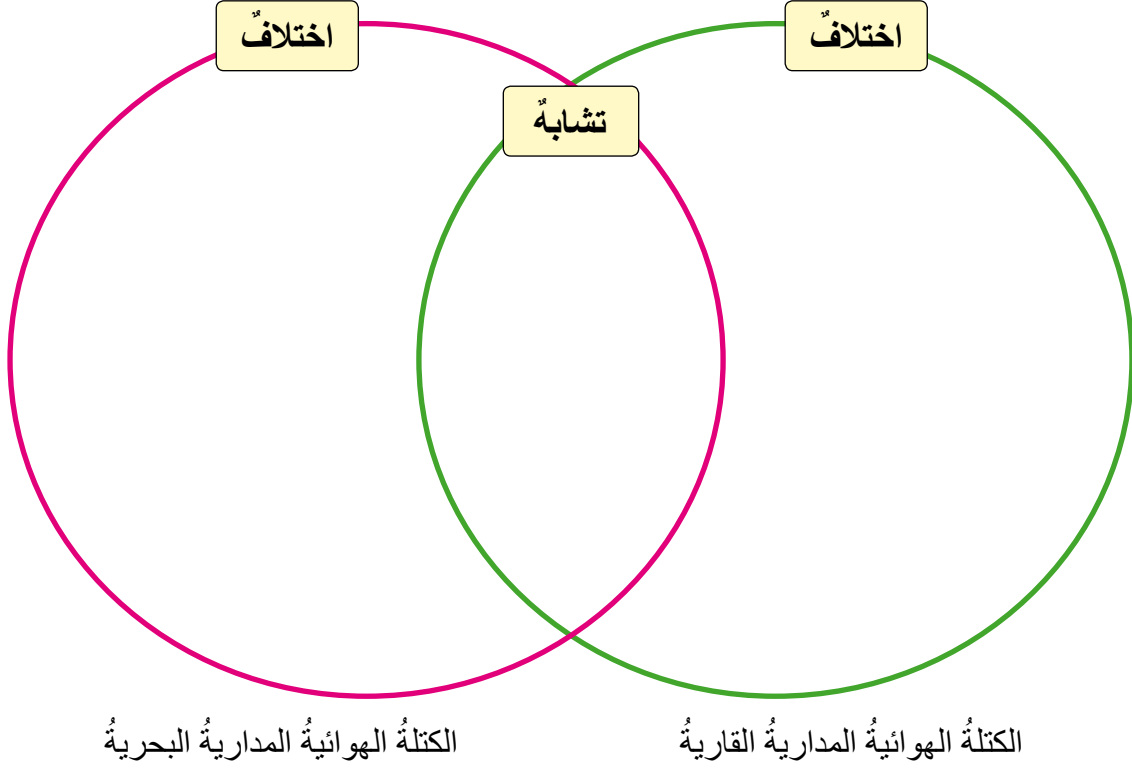 اختلافٌ
اختلافٌ
تشابهٌ
الكتلةُ الهوائيةُ المداريةُ القاريةُ
الكتلةُ الهوائيةُ المداريةُ البحريةُ